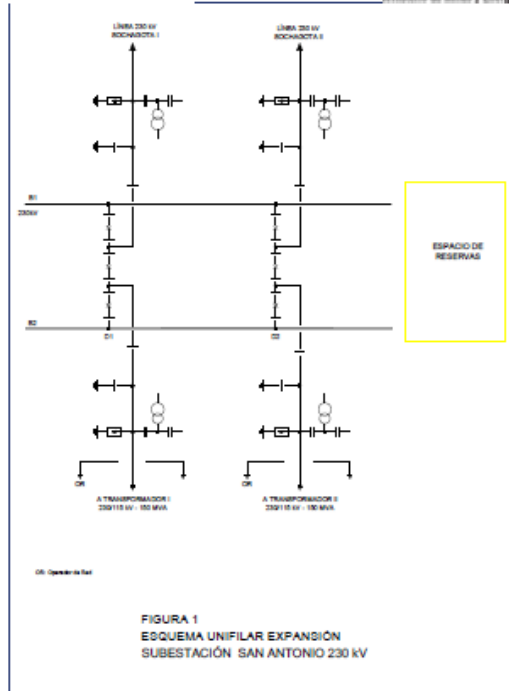 LÍNEA 230 kV
SOCHAGOTA I
LÍNEA 230 kV
SOCHAGOTA II
B1
230kV
ESPACIO DE
RESERVAS
B2
D1
D2
OR
OR
A TRANSFORMADOR I
230/115 kV - 150 MVA
A TRANSFORMADOR II
230/115 kV - 150 MVA
OR: Operador de Red
FIGURA 1
ESQUEMA UNIFILAR EXPANSIÓN
SUBESTACIÓN SAN ANTONIO 230 kV